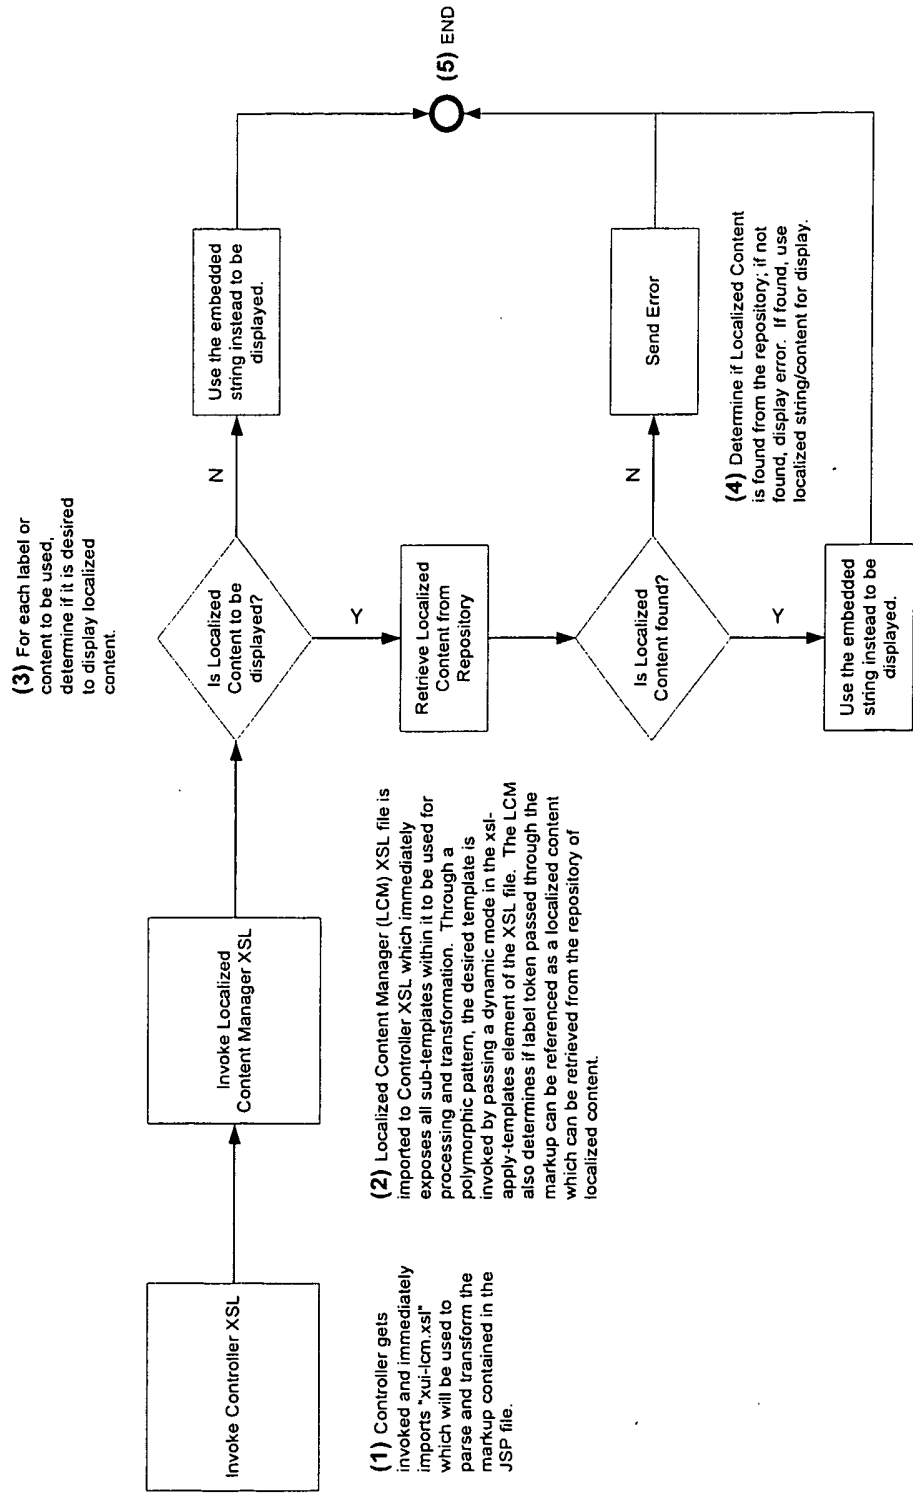 Invoke Controller XSL
(1) Controller gets
invoked and immediately
imports "xui-lcm.xsl"
which will be used to
parse and transform the
markup contained in the
JSP file.
Invoke Localized
Content Manager XSL
(2) Localized Content Manager (LCM) XSL file is
imported to Controller XSL which immediately
exposes all sub-templates within it to be used for
processing and transformation. Through a
polymorphic pattern, the desired template is
invoked by passing a dynamic mode in the xsl-
apply-templates element of the XSL file. The LCM
also determines if label token passed through the
markup can be referenced as a localized content
which can be retrieved from the repository of
localized content.
(3) For each label or
content to be used,
determine if it is desired
to display localized
content.
Is Localized
Content to be
displayed?
N
Use the embedded
string instead to be
displayed.
Y
Retrieve Localized
Content from
Repository
Is Localized
Content found?
N
Send Error
(4) Determine if Localized Content
is found from the repository; if not
found, display error. If found, use
localized string/content for display.
Y
Use the embedded
string instead to be
displayed.
(5) END